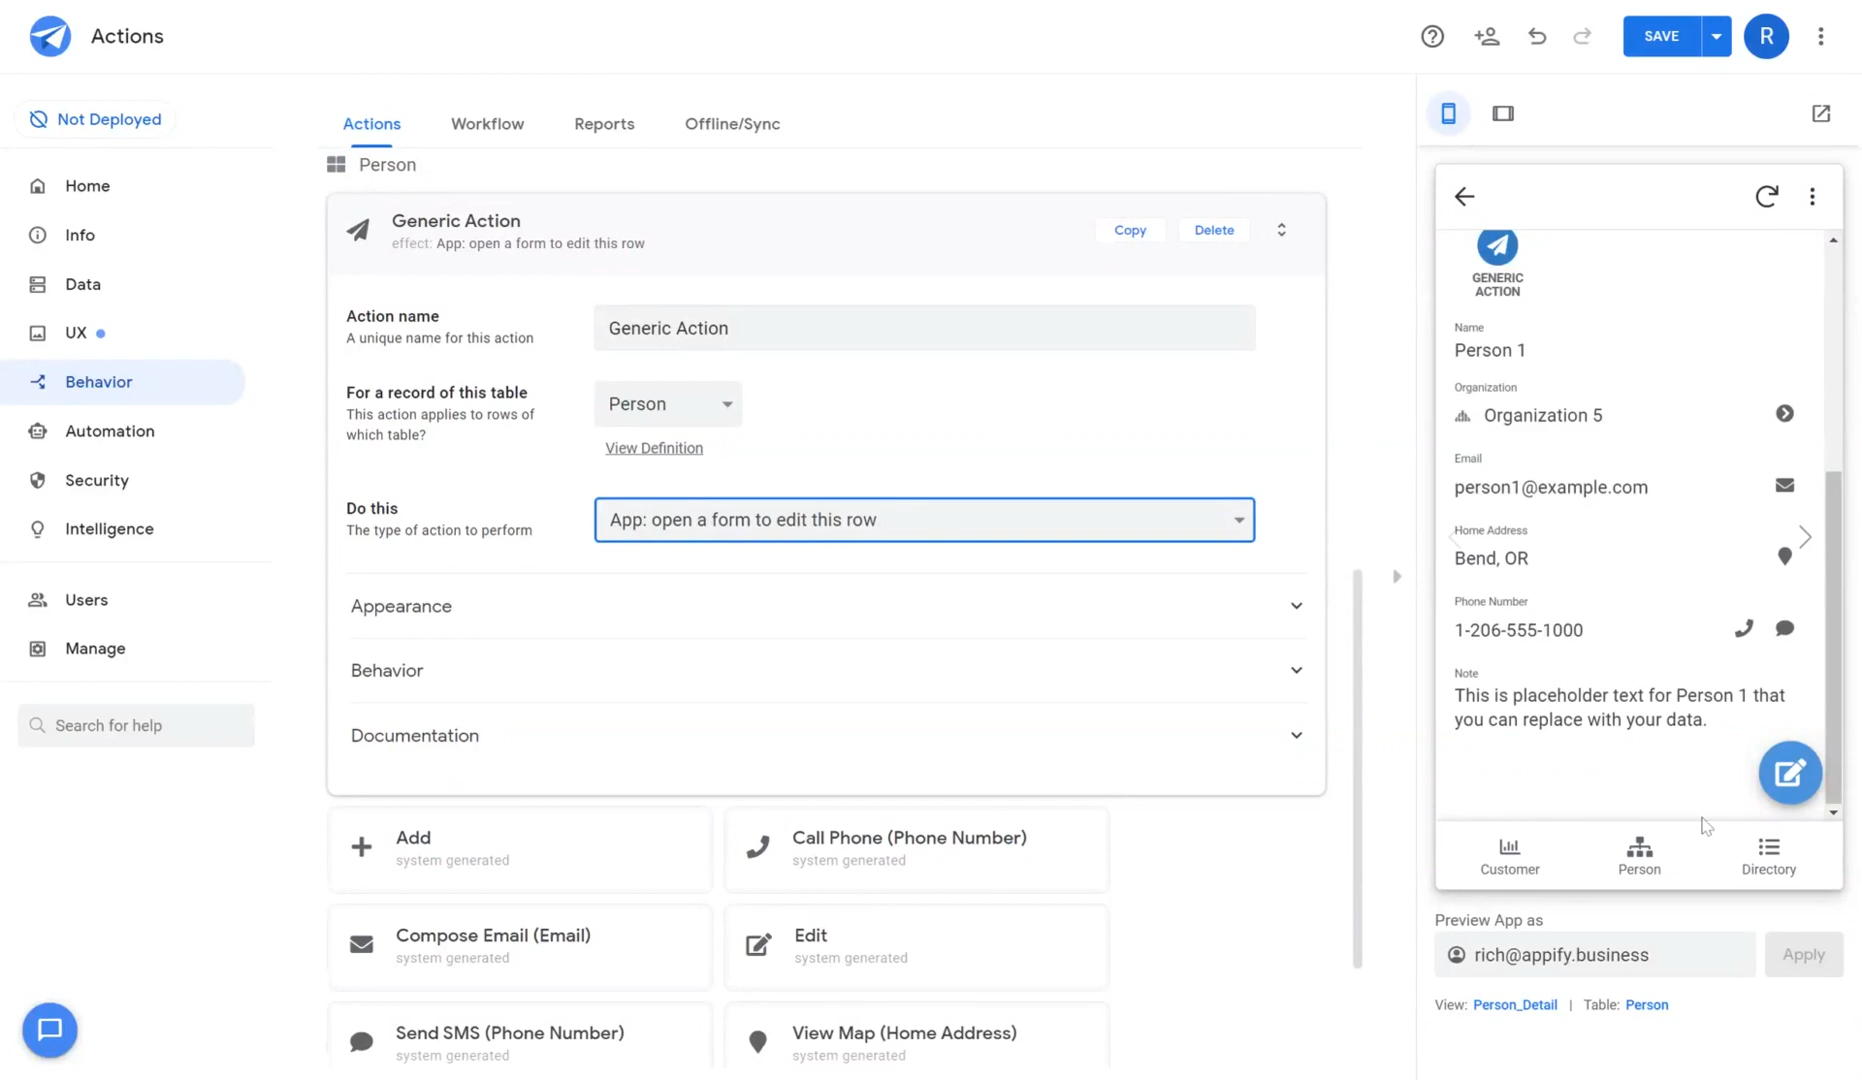 Actions
SAVE
R
Not Deployed
Home
Info
Data
UX
Behavior
Automation
Security
Intelligence
Users
Manage
Search for help
Actions Workflow Reports Offline/Sync
Person
Generic Action
effect: App: open a form to edit this row
Copy
Delete
Action name
A unique name for this action
Generic Action
For a record of this table
This action applies to rows of
which table?
Person
View Definition
Do this
The type of action to perform
App: open a form to edit this row
Appearance
Behavior
Documentation
Add
system generated
Call Phone (Phone Number)
system generated
Compose Email (Email)
system generated
Edit
system generated
Send SMS (Phone Number)
system generated
View Map (Home Address)
system generated
GENERIC
ACTION
Name
Person 1
Organization
Organization 5
Email
person1@example.com
Home Address
Bend, OR
Phone Number
1-206-555-1000
Note
This is placeholder text for Person 1 that
you can replace with your data.
Customer
Person
Directory
Preview App as
rich@appify.business
Apply
View: Person_Detail | Table: Person